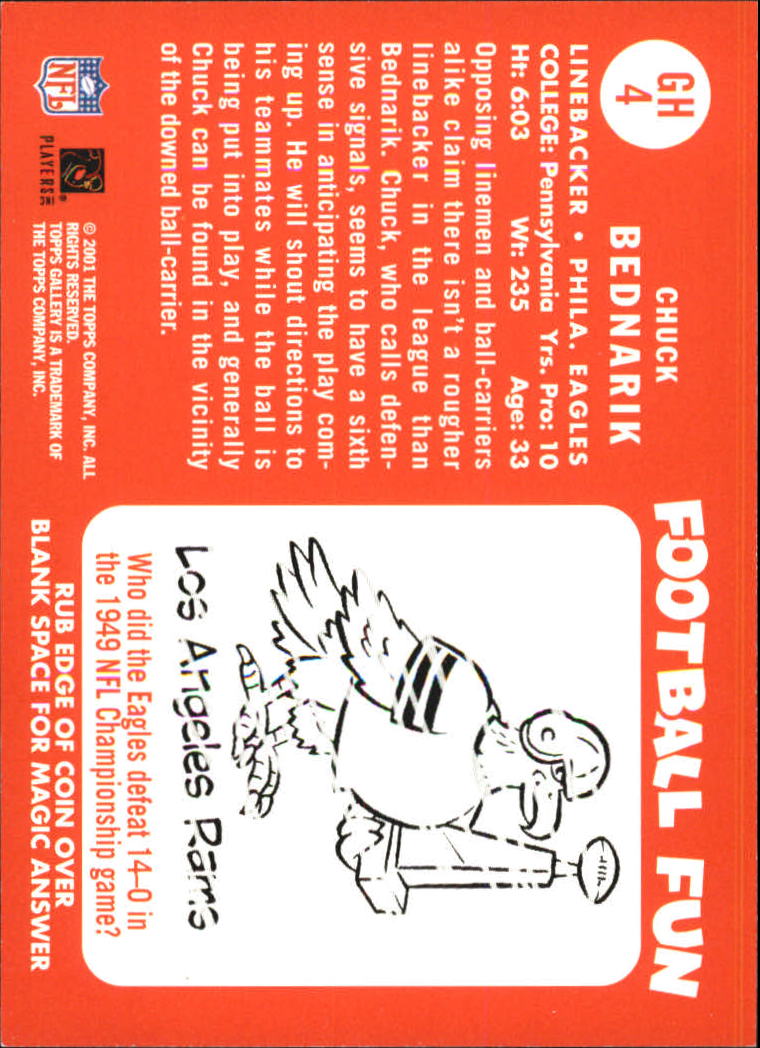 GH
4
CHUCK
BEDNARIK
LINEBACKER • PHILA. EAGLES
COLLEGE: Pennsylvania Yrs. Pro: 10
Ht: 6:03 Wt: 235 Age: 33
Opposing linemen and ball-carriers
alike claim there isn't a rougher
linebacker in the league than
Bednarik. Chuck, who calls defen-
sive signals, seems to have a sixth
sense in anticipating the play com-
ing up. He will shout directions to
his teammates while the ball is
being put into play, and generally
Chuck can be found in the vicinity
of the downed ball-carrier.
NFL
PLAYERS INC
© 2001 THE TOPPS COMPANY, INC. ALL
RIGHTS RESERVED.
TOPPS GALLERY IS A TRADEMARK OF
THE TOPPS COMPANY, INC.
FOOTBALL FUN
Los Angeles Rams
Who did the Eagles defeat 14–0 in
the 1949 NFL Championship game?
RUB EDGE OF COIN OVER
BLANK SPACE FOR MAGIC ANSWER